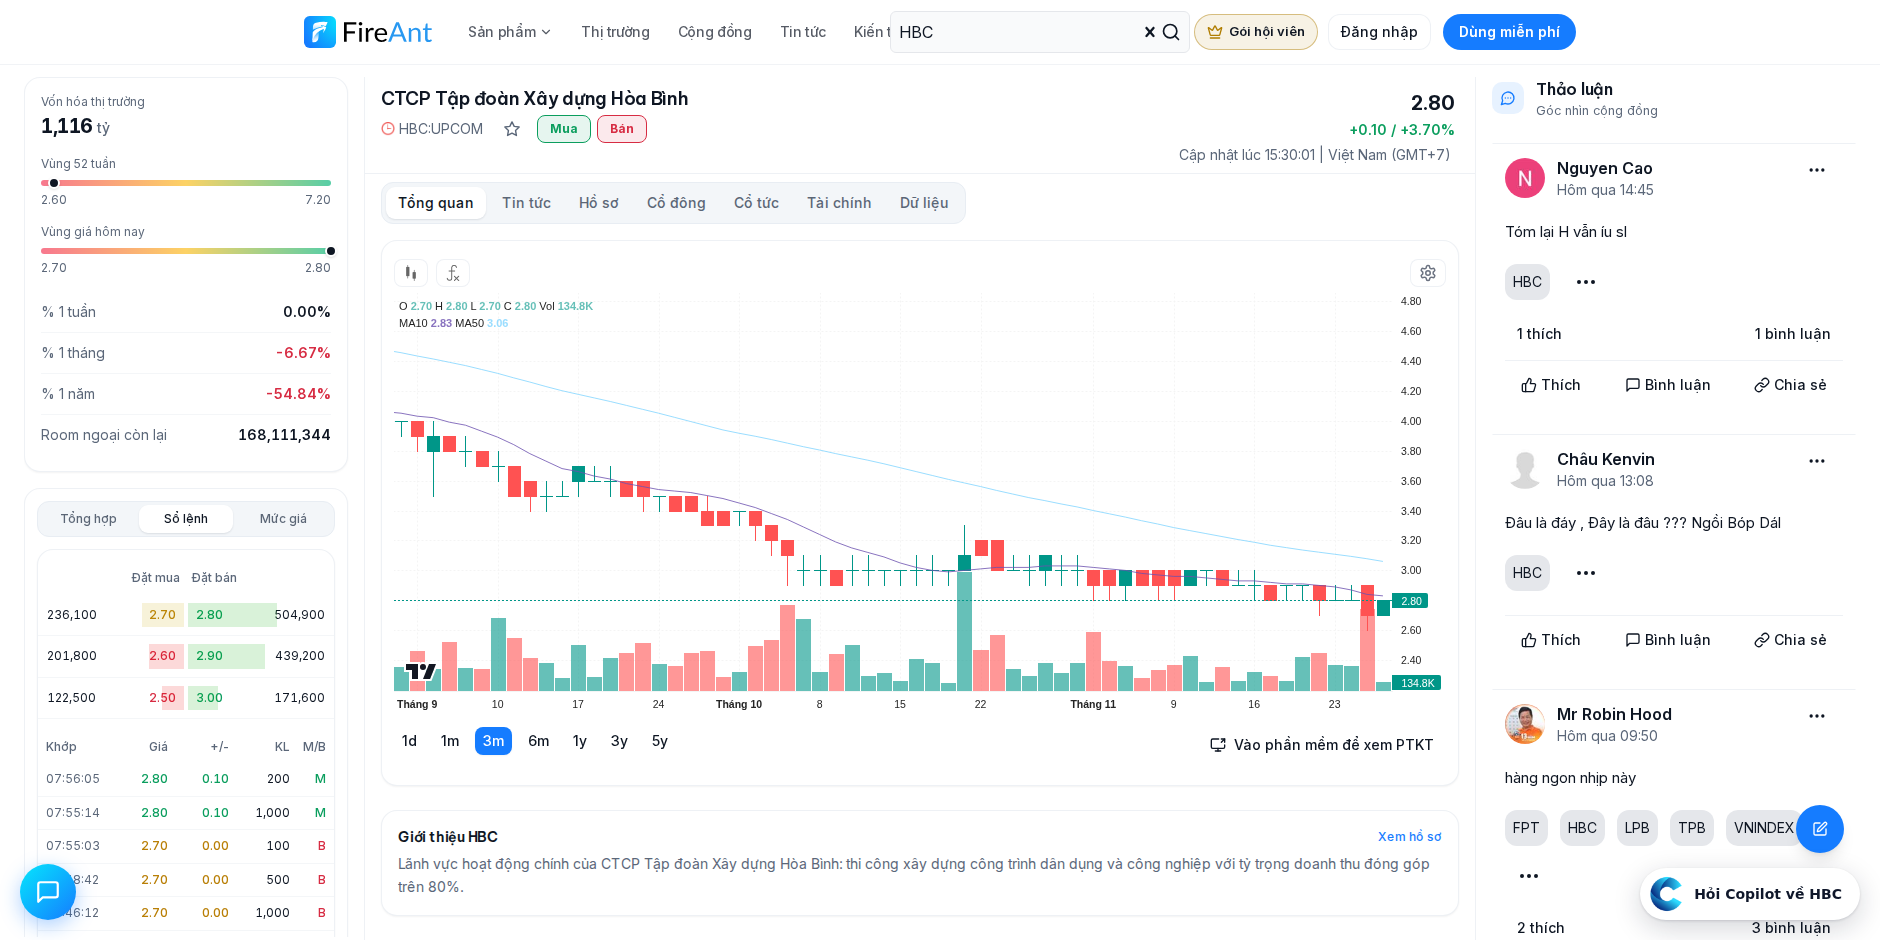 FireAnt
Sản phẩm
Thị trường
Cộng đồng
Tin tức
Kiến t
HBC
Gói hội viên
Đăng nhập
Dùng miễn phí
Vốn hóa thị trường
1,116 tỷ
Vùng 52 tuần
2.60 7.20
Vùng giá hôm nay
2.70 2.80
% 1 tuần 0.00%
% 1 tháng -6.67%
% 1 năm -54.84%
Room ngoại còn lại 168,111,344
Tổng hợp Sổ lệnh Mức giá
Đặt mua Đặt bán
236,100 2.70 2.80 504,900
201,800 2.60 2.90 439,200
122,500 2.50 3.00 171,600
Khớp Giá +/- KL M/B
07:56:05 2.80 0.10 200 M
07:55:14 2.80 0.10 1,000 M
07:55:03 2.70 0.00 100 B
8:42 2.70 0.00 500 B
46:12 2.70 0.00 1,000 B
CTCP Tập đoàn Xây dựng Hòa Bình
HBC:UPCOM
Mua Bán
2.80
+0.10 / +3.70%
Cập nhật lúc 15:30:01 | Việt Nam (GMT+7)
Tổng quan Tin tức Hồ sơ Cổ đông Cổ tức Tài chính Dữ liệu
O 2.70 H 2.80 L 2.70 C 2.80 Vol 134.8K
MA10 2.83 MA50 3.06
4.80
4.60
4.40
4.20
4.00
3.80
3.60
3.40
3.20
3.00
2.80
2.60
2.40
134.8K
Tháng 9 10 17 24 Tháng 10 8 15 22 Tháng 11 9 16 23
1d 1m 3m 6m 1y 3y 5y
Vào phần mềm để xem PTKT
Giới thiệu HBC
Xem hồ sơ
Lãnh vực hoạt động chính của CTCP Tập đoàn Xây dựng Hòa Bình: thi công xây dựng công trình dân dụng và công nghiệp với tỷ trọng doanh thu đóng góp
trên 80%.
Thảo luận
Góc nhìn cộng đồng
N
Nguyen Cao
Hôm qua 14:45
Tóm lại H vẫn íu sl
HBC
1 thích 1 bình luận
Thích Bình luận Chia sẻ
Châu Kenvin
Hôm qua 13:08
Đâu là đáy , Đây là đâu ??? Ngồi Bóp Dál
HBC
Thích Bình luận Chia sẻ
Mr Robin Hood
Hôm qua 09:50
hàng ngon nhịp này
FPT HBC LPB TPB VNINDEX
Hỏi Copilot về HBC
2 thích 3 bình luận